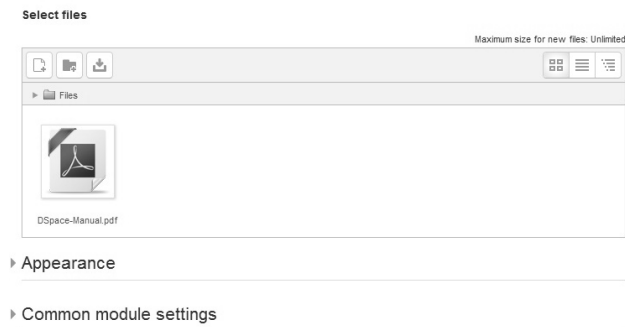 Select files
Maximum size for new files: Unlimited
Files
DSpace-Manual.pdf
Appearance
Common module settings